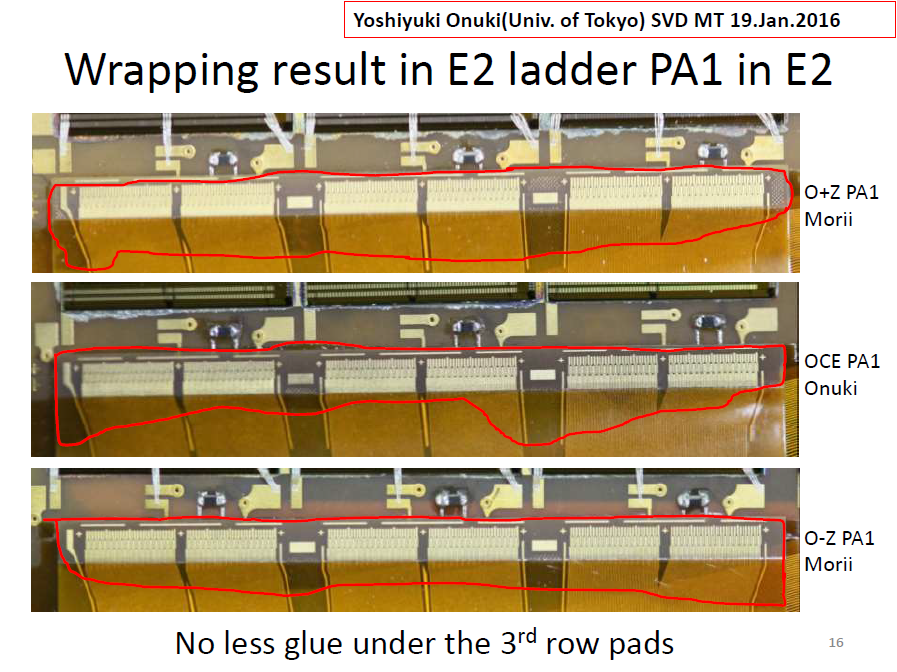 Yoshiyuki Onuki(Univ. of Tokyo) SVD MT 19.Jan.2016
Wrapping result in E2 ladder PA1 in E2
O+Z PA1
Morii
OCE PA1
Onuki
O-Z PA1
Morii
No less glue under the 3rd row pads
16